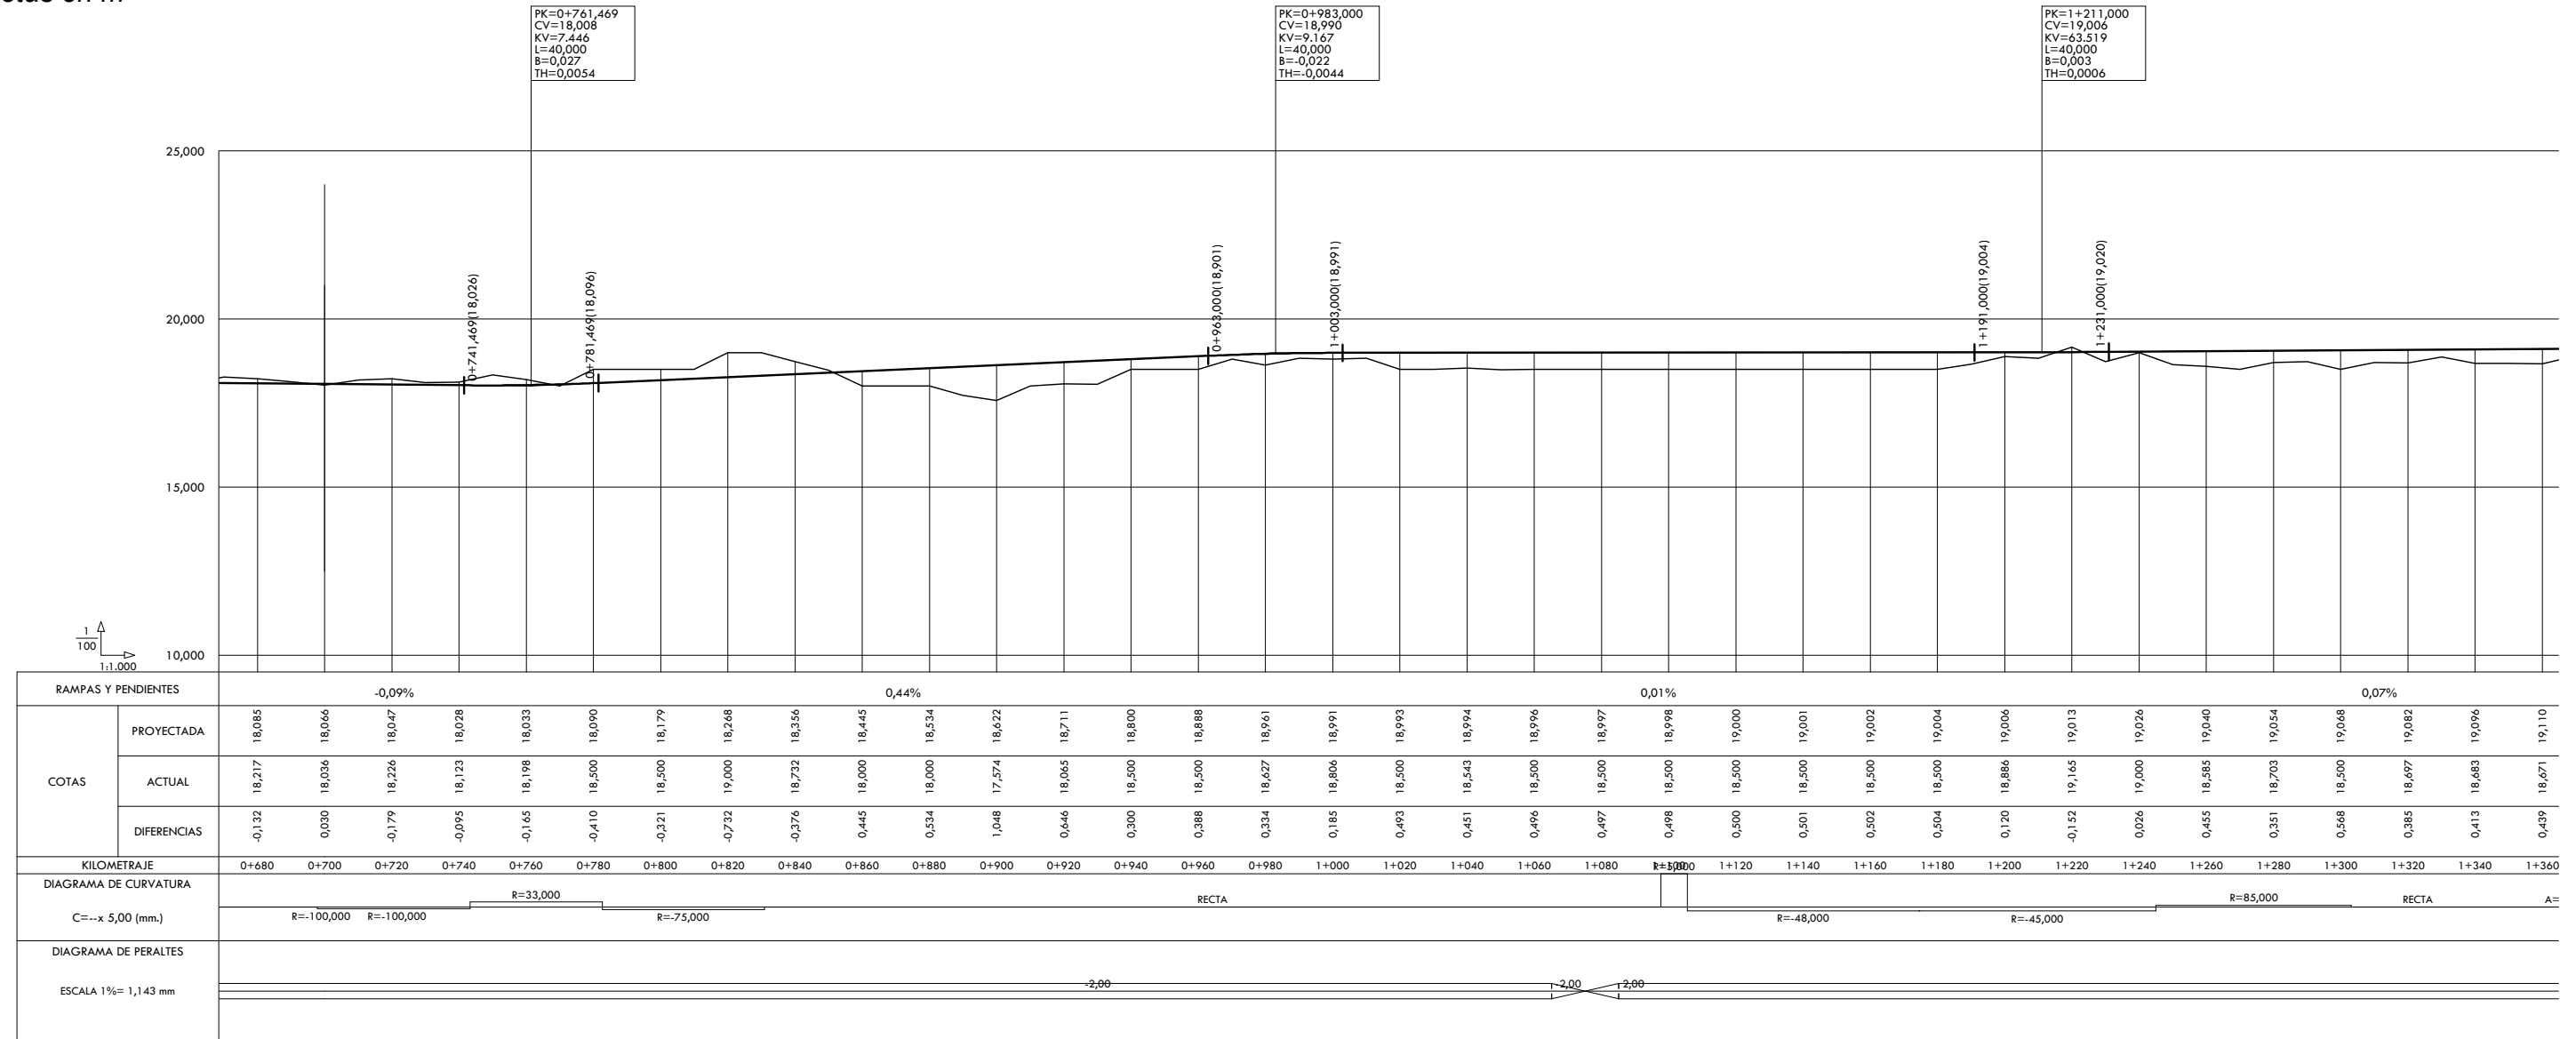 PK=0+761,469
CV=18,008
KV=7.446
L=40,000
B=0,027
TH=0,0054
PK=0+983,000
CV=18,990
KV=9.167
L=40,000
B=-0,022
TH=-0,0044
PK=1+211,000
CV=19,006
KV=63.519
L=40,000
B=0,003
TH=0,0006
25,000
20,000
15,000
10,000
0+741,469(18,026)
0+781,469(18,096)
0+963,000(18,901)
1+003,000(18,991)
1+191,000(19,004)
1+231,000(19,020)
1
100
1:1.000
RAMPAS Y PENDIENTES -0,09% 0,44% 0,01% 0,07%
COTAS
PROYECTADA 18,085 18,066 18,047 18,028 18,033 18,090 18,179 18,268 18,356 18,445 18,534 18,622 18,711 18,800 18,888 18,961 18,991 18,993 18,994 18,996 18,997 18,998 19,000 19,001 19,002 19,004 19,006 19,013 19,026 19,040 19,054 19,068 19,082 19,096 19,110
ACTUAL 18,217 18,036 18,226 18,123 18,198 18,500 18,500 19,000 18,732 18,000 18,000 17,574 18,065 18,500 18,500 18,627 18,806 18,500 18,543 18,500 18,500 18,500 18,500 18,500 18,500 18,500 18,886 19,165 19,000 18,585 18,703 18,500 18,697 18,683 18,671
DIFERENCIAS -0,132 0,030 -0,179 -0,095 -0,165 -0,410 -0,321 -0,732 -0,376 0,445 0,534 1,048 0,646 0,300 0,388 0,334 0,185 0,493 0,451 0,496 0,497 0,498 0,500 0,501 0,502 0,504 0,120 -0,152 0,026 0,455 0,351 0,568 0,385 0,413 0,439
KILOMETRAJE 0+680 0+700 0+720 0+740 0+760 0+780 0+800 0+820 0+840 0+860 0+880 0+900 0+920 0+940 0+960 0+980 1+000 1+020 1+040 1+060 1+080 1+100 1+120 1+140 1+160 1+180 1+200 1+220 1+240 1+260 1+280 1+300 1+320 1+340 1+360
DIAGRAMA DE CURVATURA
C=--x 5,00 (mm.)
R=-100,000 R=-100,000 R=33,000 R=-75,000 RECTA R=5,000 R=-48,000 R=-45,000 R=85,000 RECTA A=
DIAGRAMA DE PERALTES
-2,00 -2,00 2,00
ESCALA 1%= 1,143 mm